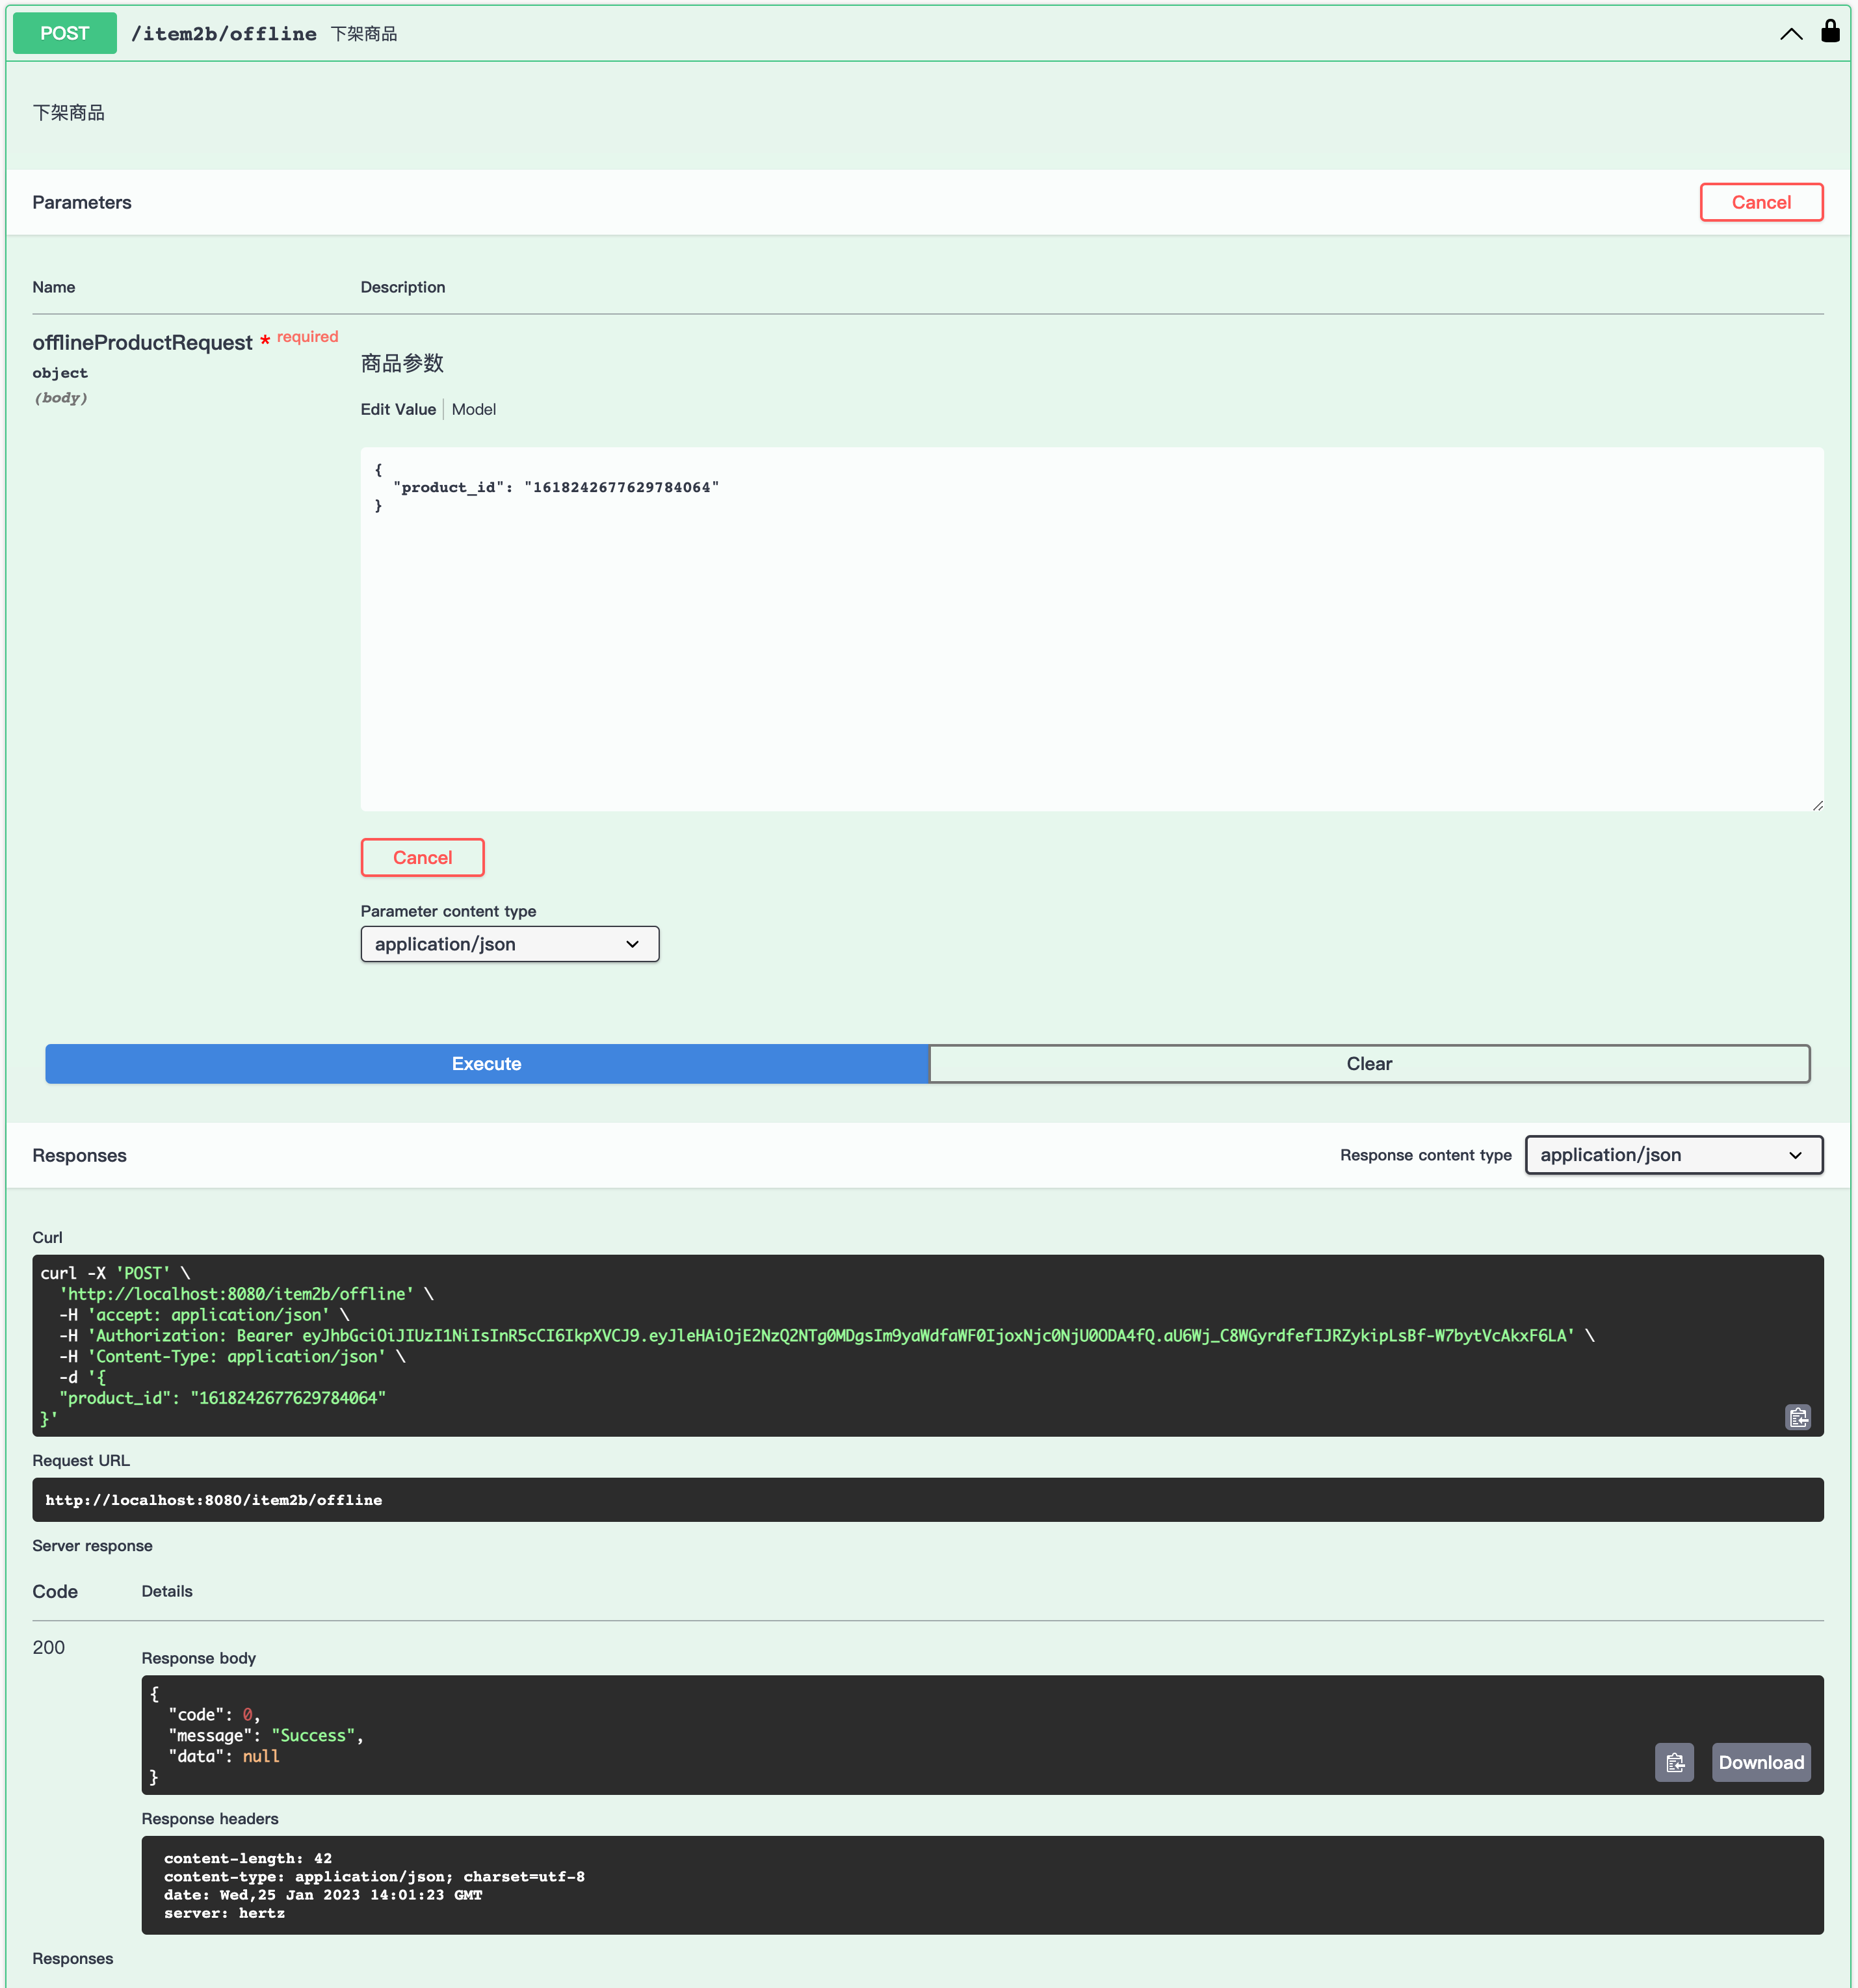 POST /item2b/offline 下架商品
下架商品
Parameters
Cancel
Name Description
offlineProductRequest * required
object
(body)
商品参数
Edit Value Model
{
"product_id": "1618242677629784064"
}
Cancel
Parameter content type
application/json
Execute Clear
Responses
Response content type application/json
Curl
curl -X 'POST' \
'http://localhost:8080/item2b/offline' \
-H 'accept: application/json' \
-H 'Authorization: Bearer eyJhbGciOiJIUzI1NiIsInR5cCI6IkpXVCJ9.eyJleHAiOjE2NzQ2NTg0MDgsIm9yaWdfaWF0IjoxNjc0NjU0ODA4fQ.aU6Wj_C8WGyrdfefIJRZykipLsBf-W7bytVcAkxF6LA' \
-H 'Content-Type: application/json' \
-d '{
"product_id": "1618242677629784064"
}'
Request URL
http://localhost:8080/item2b/offline
Server response
Code Details
200
Response body
{
"code": 0,
"message": "Success",
"data": null
}
Download
Response headers
content-length: 42
content-type: application/json; charset=utf-8
date: Wed,25 Jan 2023 14:01:23 GMT
server: hertz
Responses